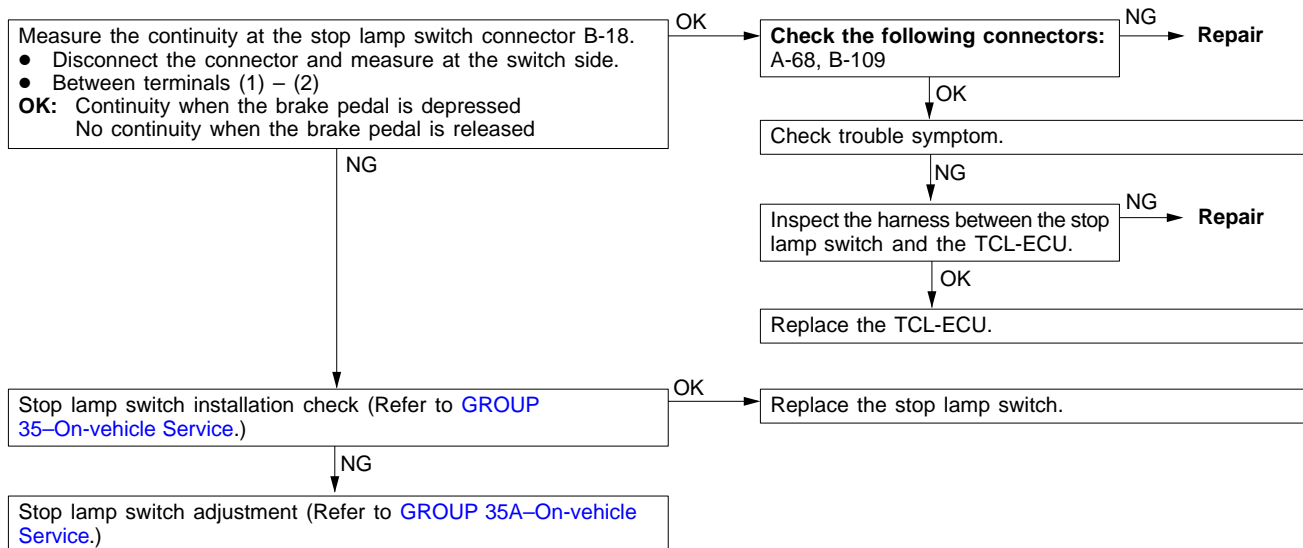 Measure the continuity at the stop lamp switch connector B-18.
● Disconnect the connector and measure at the switch side.
● Between terminals (1) – (2)
OK: Continuity when the brake pedal is depressed
No continuity when the brake pedal is released
OK
Check the following connectors:
A-68, B-109
NG
Repair
OK
Check trouble symptom.
NG
Inspect the harness between the stop
lamp switch and the TCL-ECU.
NG
Repair
OK
Replace the TCL-ECU.
NG
Stop lamp switch installation check (Refer to GROUP
35–On-vehicle Service.)
OK
Replace the stop lamp switch.
NG
Stop lamp switch adjustment (Refer to GROUP 35A–On-vehicle
Service.)